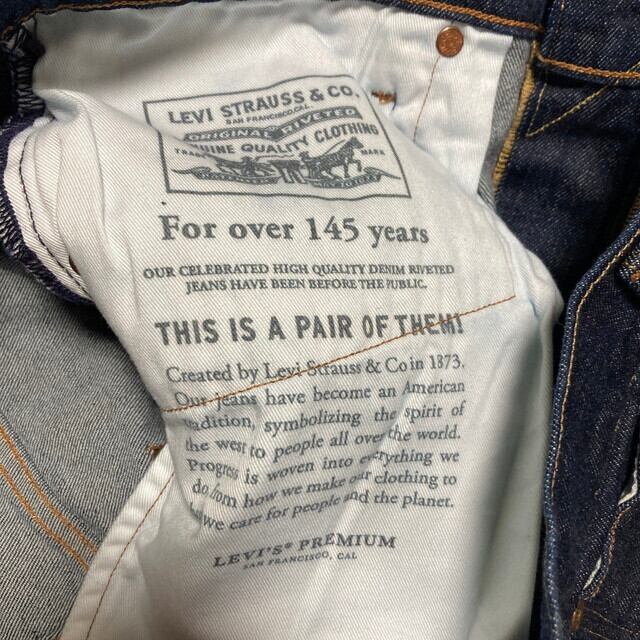 LEVI STRAUSS & CO.
SAN FRANCISCO, CAL.
ORIGINAL RIVETED
QUALITY CLOTHING
TRADE MARK
For over 145 years
OUR CELEBRATED HIGH QUALITY DENIM RIVETED
JEANS HAVE BEEN BEFORE THE PUBLIC.
THIS IS A PAIR OF THEM!
Created by Levi Strauss & Co in 1873.
Our jeans have become an American
tradition, symbolizing the spirit of
the west to people all over the world.
Progress is woven into everything we
do from how we make our clothing to
we care for people and the planet.
LEVI'S® PREMIUM
SAN FRANCISCO, CAL